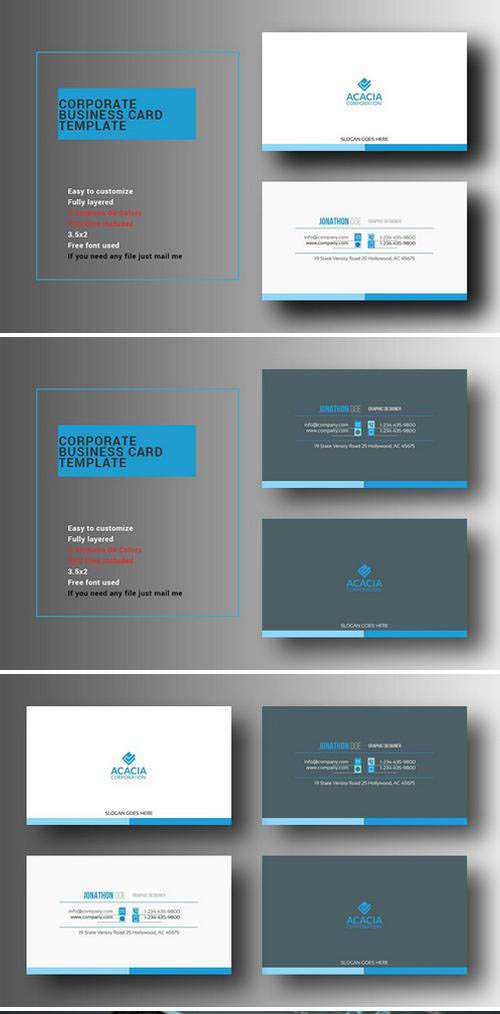 CORPORATE
BUSINESS CARD
TEMPLATE
Easy to customize
Fully layered
3.5x2
Free font used
If you need any file just mail me
ACACIA
CORPORATION
SLOGAN GOES HERE
JONATHON DOE GRAPHIC DESIGNER
info@company.com 1-234-435-9800
www.company.com 1-234-435-9800
19 State Versity Road 25 Hollywood, AC 45675
CORPORATE
BUSINESS CARD
TEMPLATE
Easy to customize
Fully layered
3.5x2
Free font used
If you need any file just mail me
JONATHON DOE GRAPHIC DESIGNER
info@company.com 1-234-435-9800
www.company.com 1-234-435-9800
19 State Versity Road 25 Hollywood, AC 45675
ACACIA
CORPORATION
SLOGAN GOES HERE
ACACIA
CORPORATION
SLOGAN GOES HERE
JONATHON DOE GRAPHIC DESIGNER
info@company.com 1-234-435-9800
www.company.com 1-234-435-9800
19 State Versity Road 25 Hollywood, AC 45675
JONATHON DOE GRAPHIC DESIGNER
info@company.com 1-234-435-9800
www.company.com 1-234-435-9800
19 State Versity Road 25 Hollywood, AC 45675
ACACIA
CORPORATION
SLOGAN GOES HERE